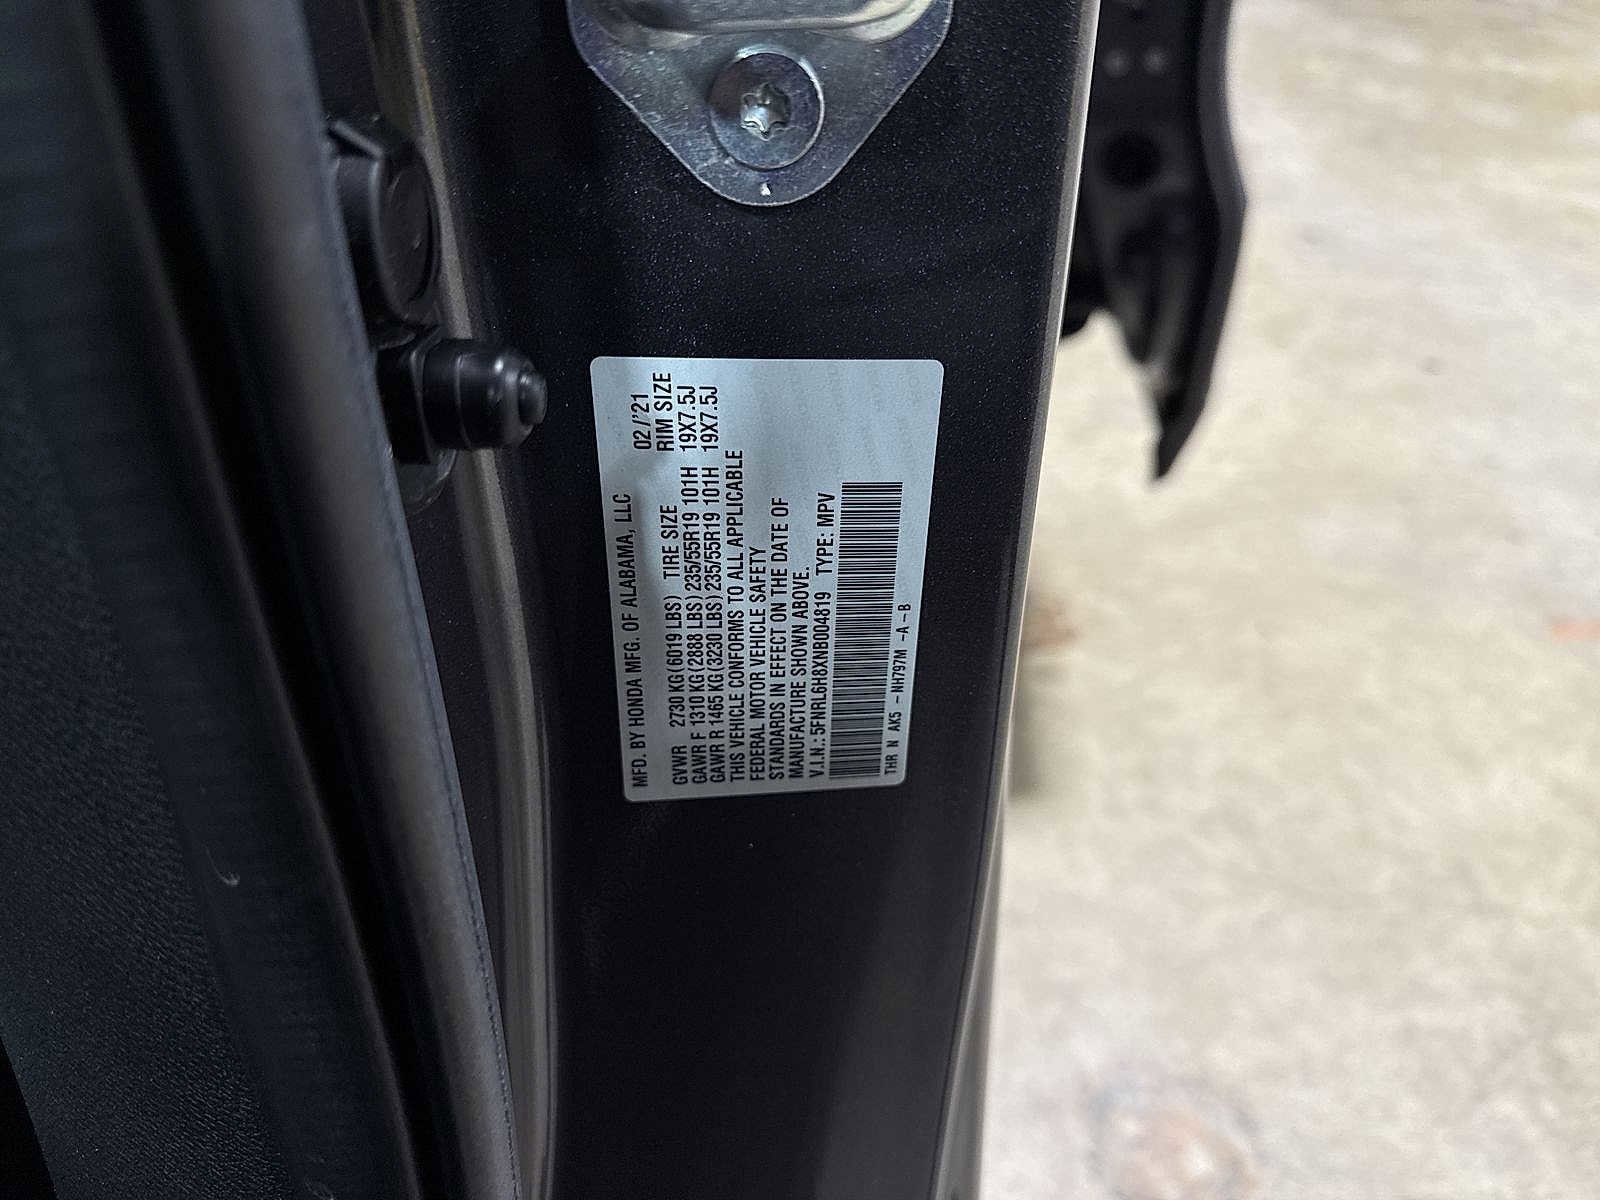 MFD. BY HONDA MFG. OF ALABAMA, LLC 02/'21
GVWR 2730 KG(6019 LBS) TIRE SIZE RIM SIZE
GAWR F 1310 KG(2888 LBS) 235/55R19 101H 19X7.5J
GAWR R 1465 KG(3230 LBS) 235/55R19 101H 19X7.5J
THIS VEHICLE CONFORMS TO ALL APPLICABLE
FEDERAL MOTOR VEHICLE SAFETY
STANDARDS IN EFFECT ON THE DATE OF
MANUFACTURE SHOWN ABOVE.
V.I.N.: 5FNRL6H8XNB004819 TYPE: MPV
THR N AK5 - NH797M -A -B